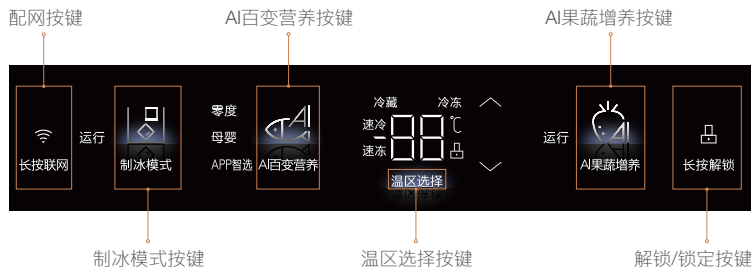 配网按键
AI百变营养按键
AI果蔬增养按键
长按联网
运行
制冰模式
零度
母婴
APP智选
AI
AI百变营养
冷藏
冷冻
速冷
速冻
-88℃
温区选择
运行
AI
AI果蔬增养
长按解锁
制冰模式按键
温区选择按键
解锁/锁定按键